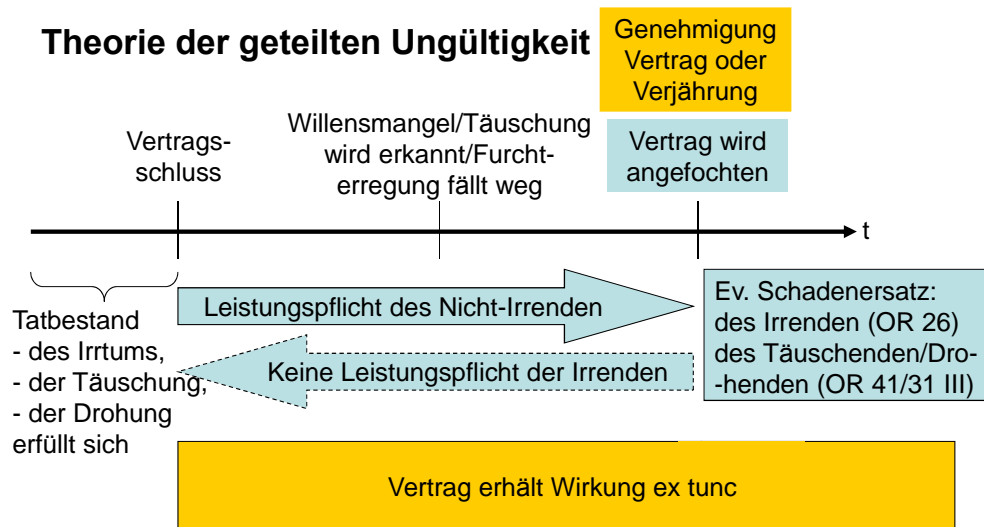 Theorie der geteilten Ungültigkeit
Genehmigung
Vertrag oder
Verjährung
Vertrags-
schluss
Willensmangel/Täuschung
wird erkannt/Furcht-
erregung fällt weg
Vertrag wird
angefochten
t
Tatbestand
- des Irrtums,
- der Täuschung,
- der Drohung
erfüllt sich
Leistungspflicht des Nicht-Irrenden
Keine Leistungspflicht der Irrenden
Ev. Schadenersatz:
des Irrenden (OR 26)
des Täuschenden/Dro-
-henden (OR 41/31 III)
Vertrag erhält Wirkung ex tunc